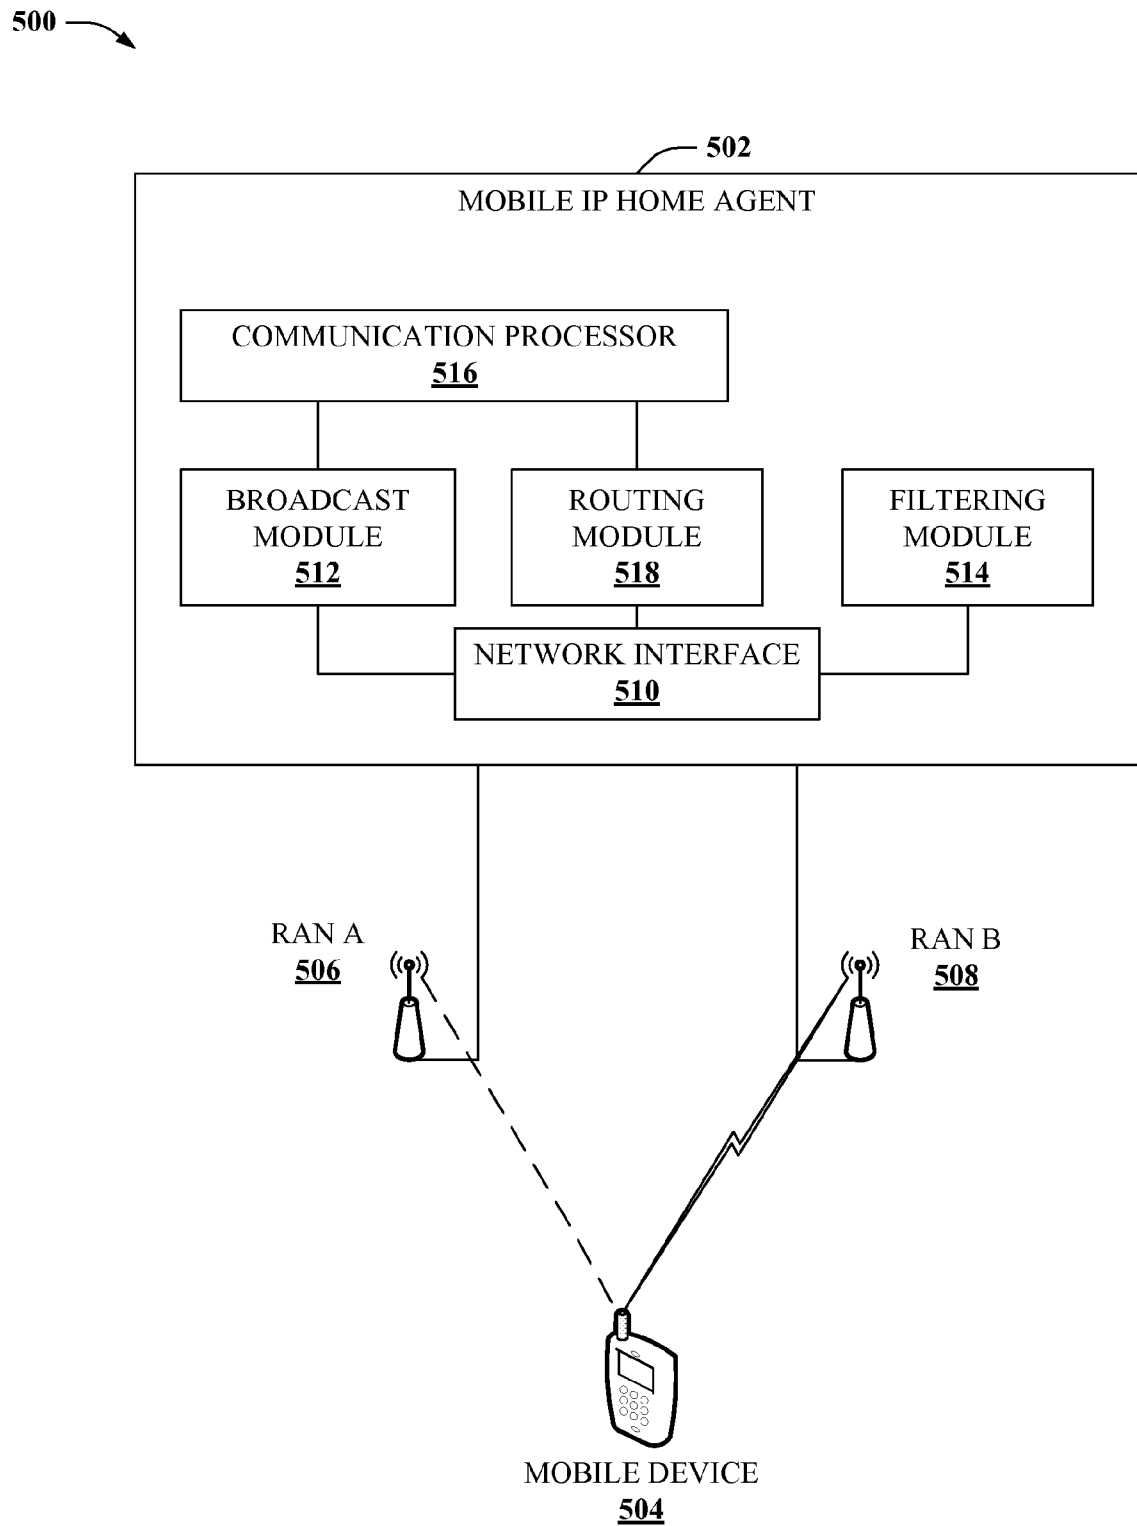 500
502
MOBILE IP HOME AGENT
COMMUNICATION PROCESSOR
516
BROADCAST
MODULE
512
ROUTING
MODULE
518
FILTERING
MODULE
514
NETWORK INTERFACE
510
RAN A
506
RAN B
508
MOBILE DEVICE
504